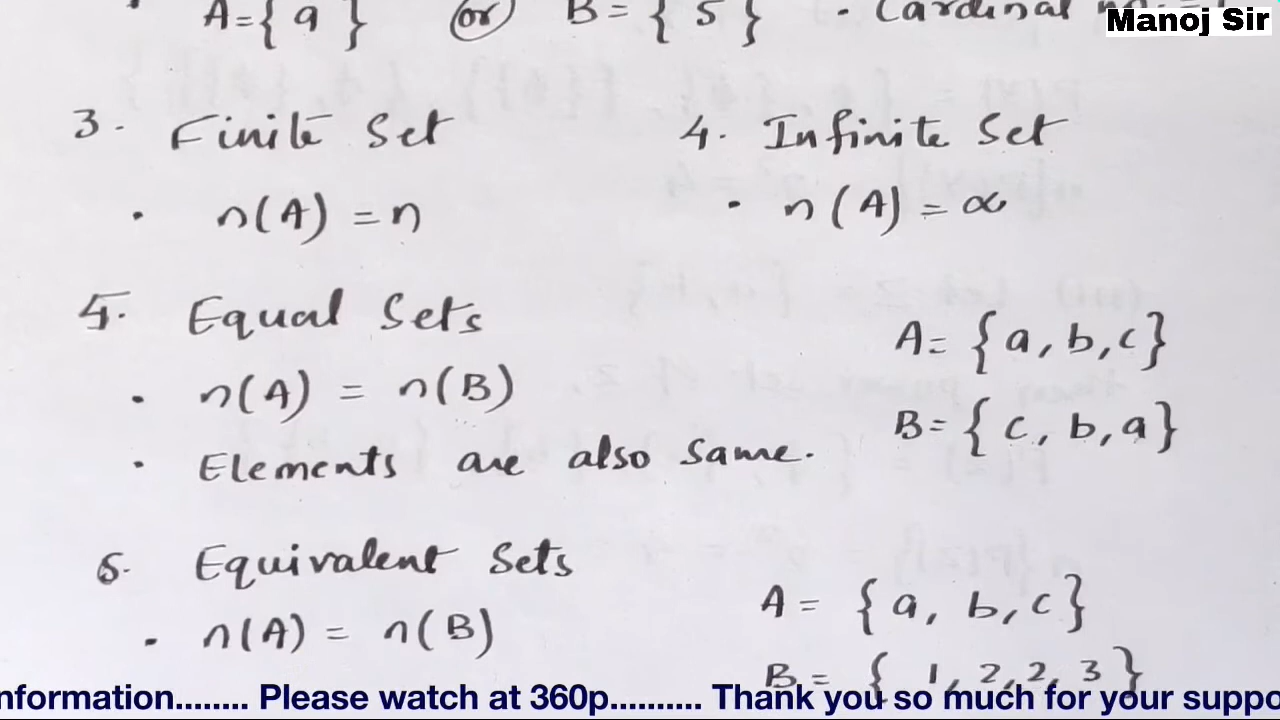 A={ a } or B={ 5 } • Cardinal
Manoj Sir
3. Finite Set
4. Infinite Set
• n(A) = n
• n(A) = ∞
5. Equal Sets
• n(A) = n(B)
• Elements are also same.
A= {a, b, c}
B= {c, b, a}
6. Equivalent Sets
• n(A) = n(B)
A = {a, b, c}
B = { 1, 2, 2, 3 }
nformation........ Please watch at 360p.......... Thank you so much for your suppo